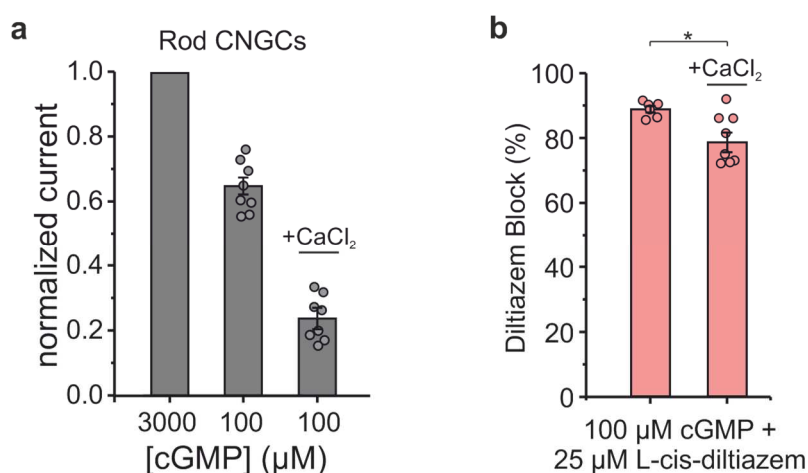 a
Rod CNGCs
normalized current
1.0
0.8
0.6
0.4
0.2
0.0
+CaCl₂
3000 100 100
[cGMP] (µM)
b
*
+CaCl₂
Diltiazem Block (%)
100
80
60
40
20
0
100 µM cGMP +
25 µM L-cis-diltiazem